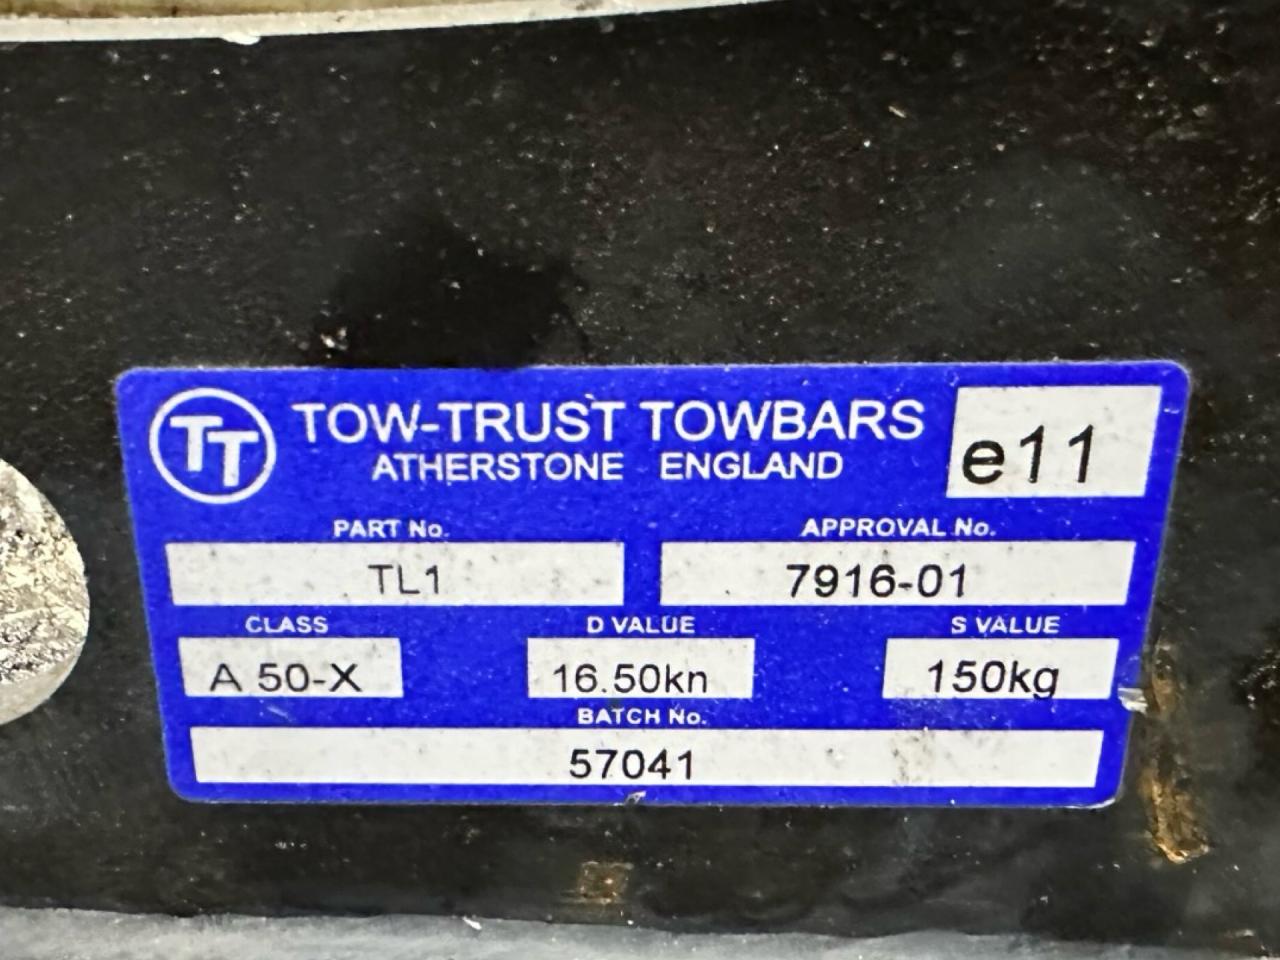 TT TOW-TRUST TOWBARS e11
ATHERSTONE ENGLAND
PART No. APPROVAL No.
TL1 7916-01
CLASS D VALUE S VALUE
A 50-X 16.50kn 150kg
BATCH No.
57041